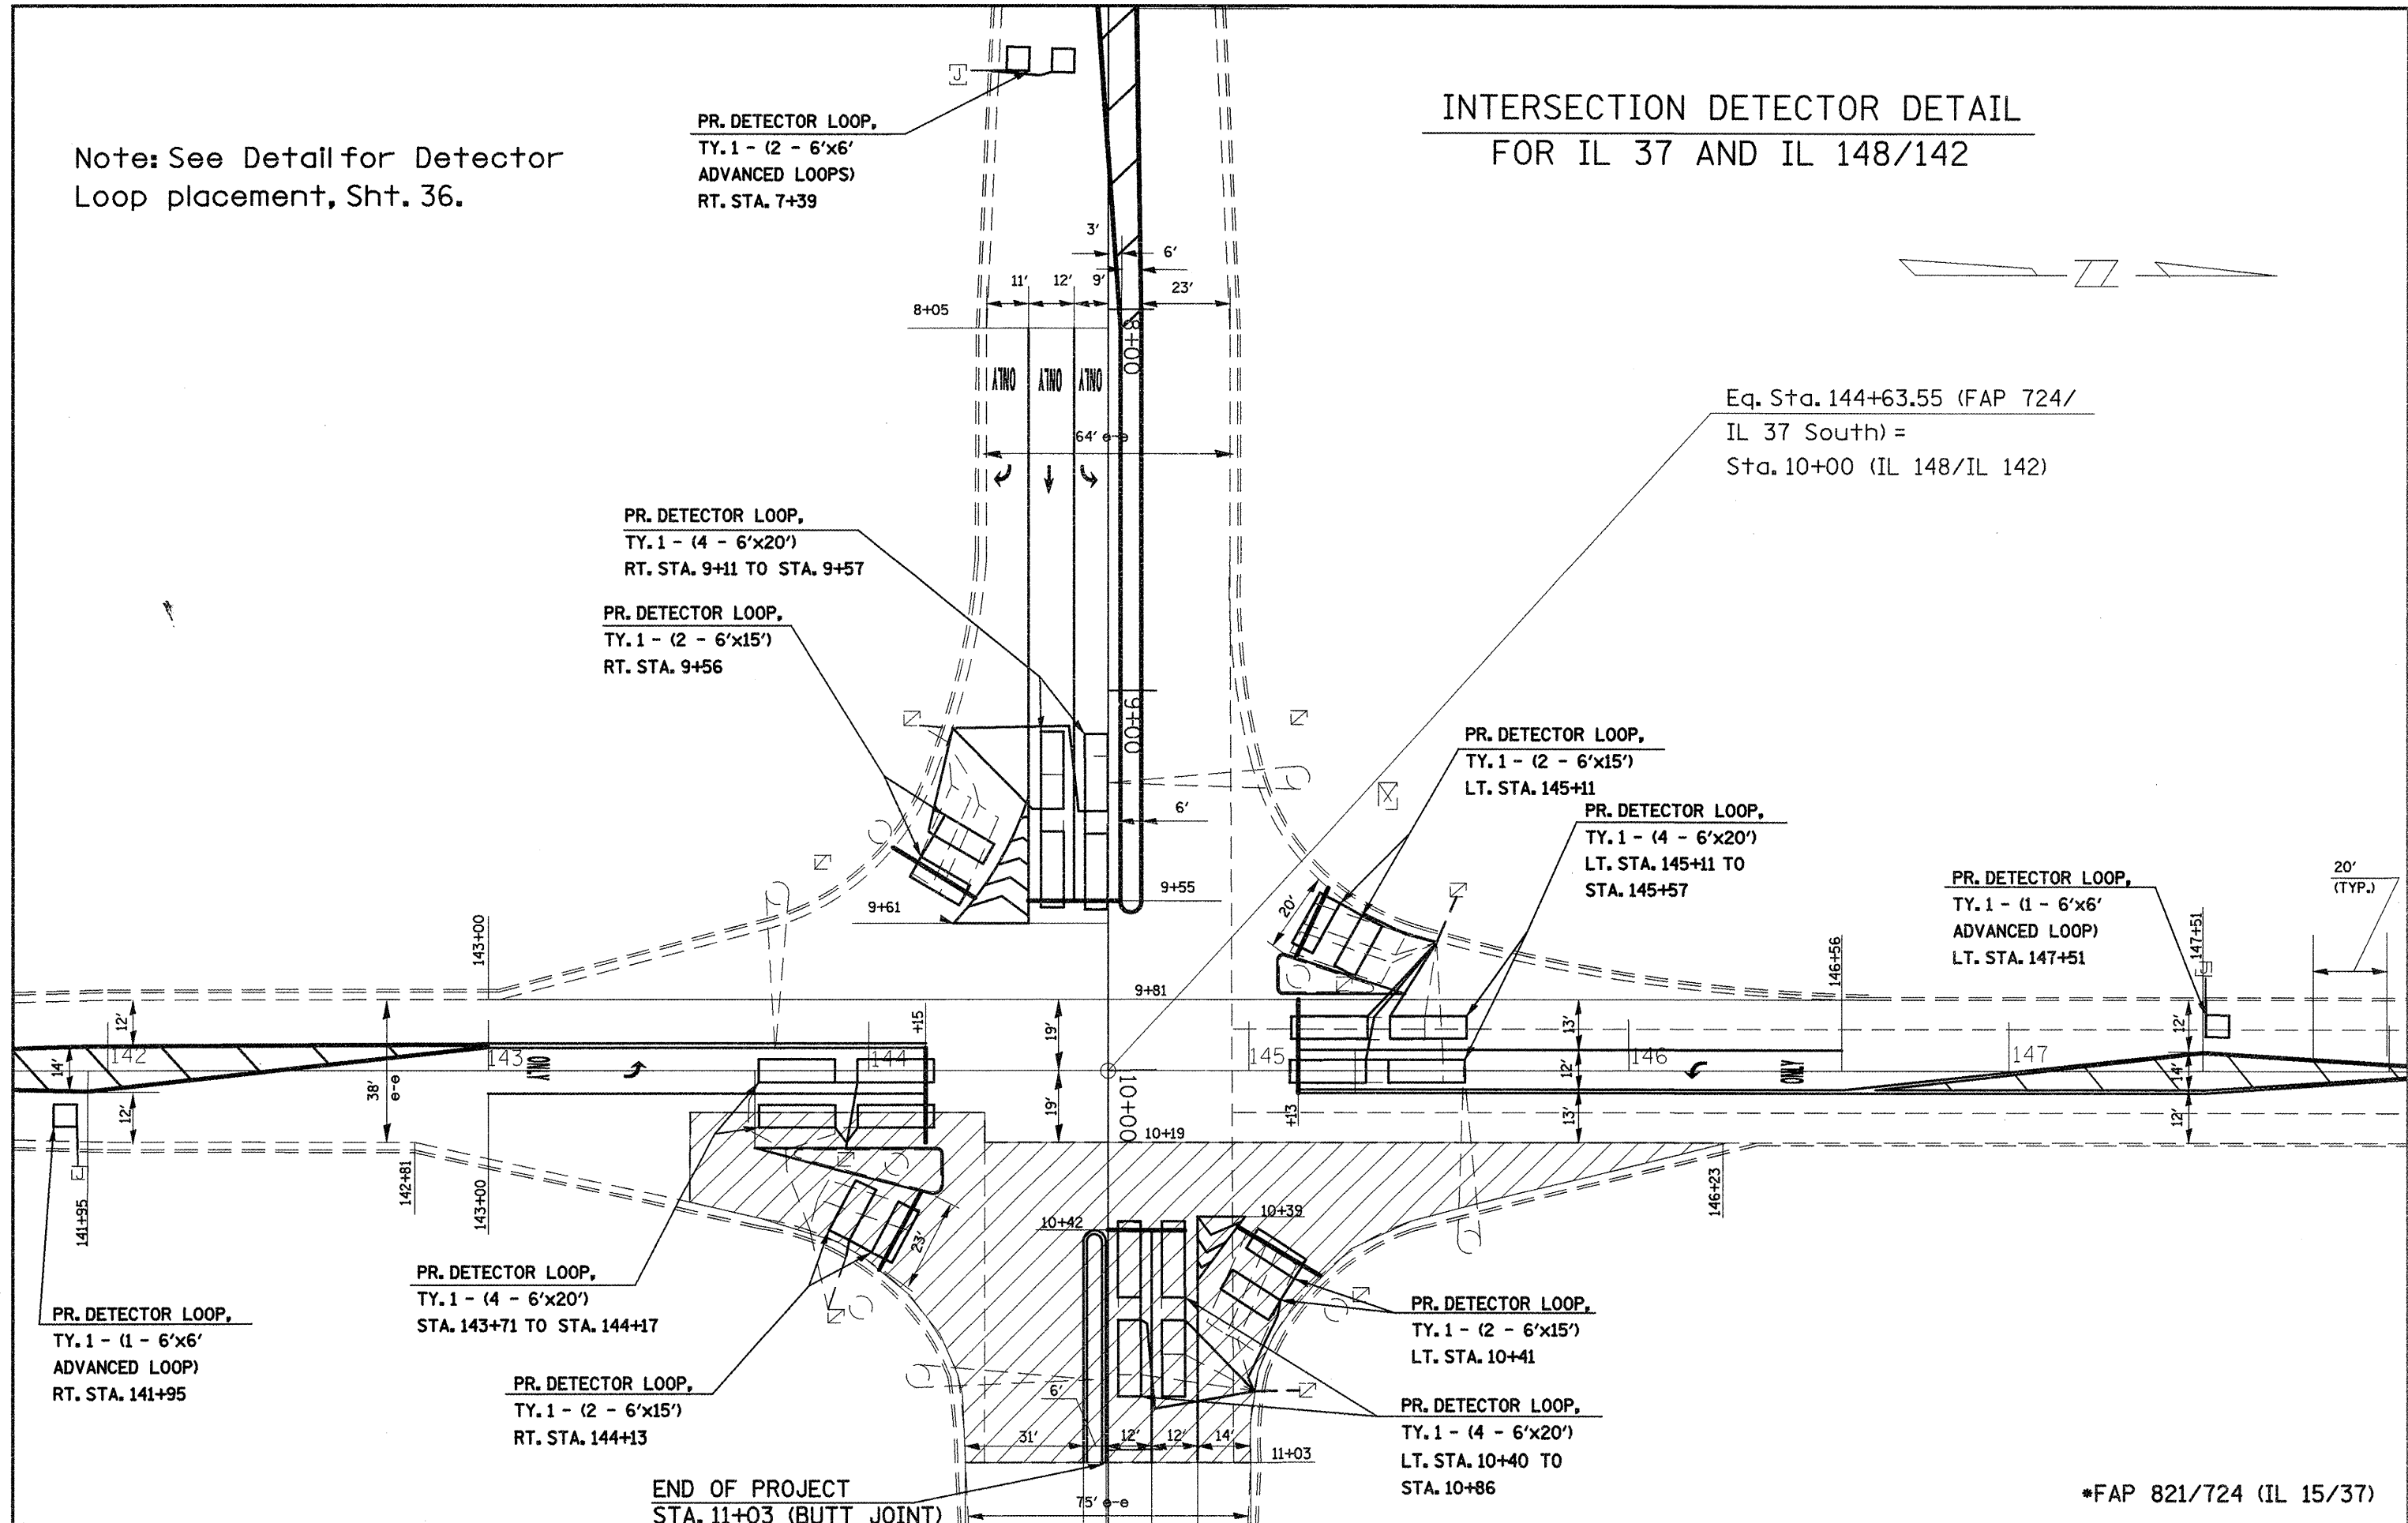 INTERSECTION DETECTOR DETAIL
FOR IL 37 AND IL 148/142
Note: See Detail for Detector
Loop placement, Sht. 36.
PR. DETECTOR LOOP,
TY. 1 - (2 - 6'x6'
ADVANCED LOOPS)
RT. STA. 7+39
J
3'
6'
11'
12'
9'
23'
8+05
8+00
ONLY
ONLY
ONLY
64' e-e
Z
Eq. Sta. 144+63.55 (FAP 724/
IL 37 South) =
Sta. 10+00 (IL 148/IL 142)
PR. DETECTOR LOOP,
TY. 1 - (4 - 6'x20')
RT. STA. 9+11 TO STA. 9+57
PR. DETECTOR LOOP,
TY. 1 - (2 - 6'x15')
RT. STA. 9+56
9+00
6'
9+55
9+61
PR. DETECTOR LOOP,
TY. 1 - (2 - 6'x15')
LT. STA. 145+11
PR. DETECTOR LOOP,
TY. 1 - (4 - 6'x20')
LT. STA. 145+11 TO
STA. 145+57
PR. DETECTOR LOOP,
TY. 1 - (1 - 6'x6'
ADVANCED LOOP)
LT. STA. 147+51
20'
(TYP.)
20'
143+00
146+56
147+51
J
9+81
12'
142
14'
12'
38'
e-e
143
ONLY
144
+15
19'
19'
10+00
10+19
145
+13
13'
12'
13'
146
ONLY
147
12'
14'
12'
J
141+95
142+81
143+00
146+23
23'
10+42
10+39
PR. DETECTOR LOOP,
TY. 1 - (1 - 6'x6'
ADVANCED LOOP)
RT. STA. 141+95
PR. DETECTOR LOOP,
TY. 1 - (4 - 6'x20')
STA. 143+71 TO STA. 144+17
PR. DETECTOR LOOP,
TY. 1 - (2 - 6'x15')
RT. STA. 144+13
PR. DETECTOR LOOP,
TY. 1 - (2 - 6'x15')
LT. STA. 10+41
PR. DETECTOR LOOP,
TY. 1 - (4 - 6'x20')
LT. STA. 10+40 TO
STA. 10+86
6'
31'
12'
12'
14'
11+03
END OF PROJECT
STA. 11+03 (BUTT JOINT)
75' e-e
*FAP 821/724 (IL 15/37)